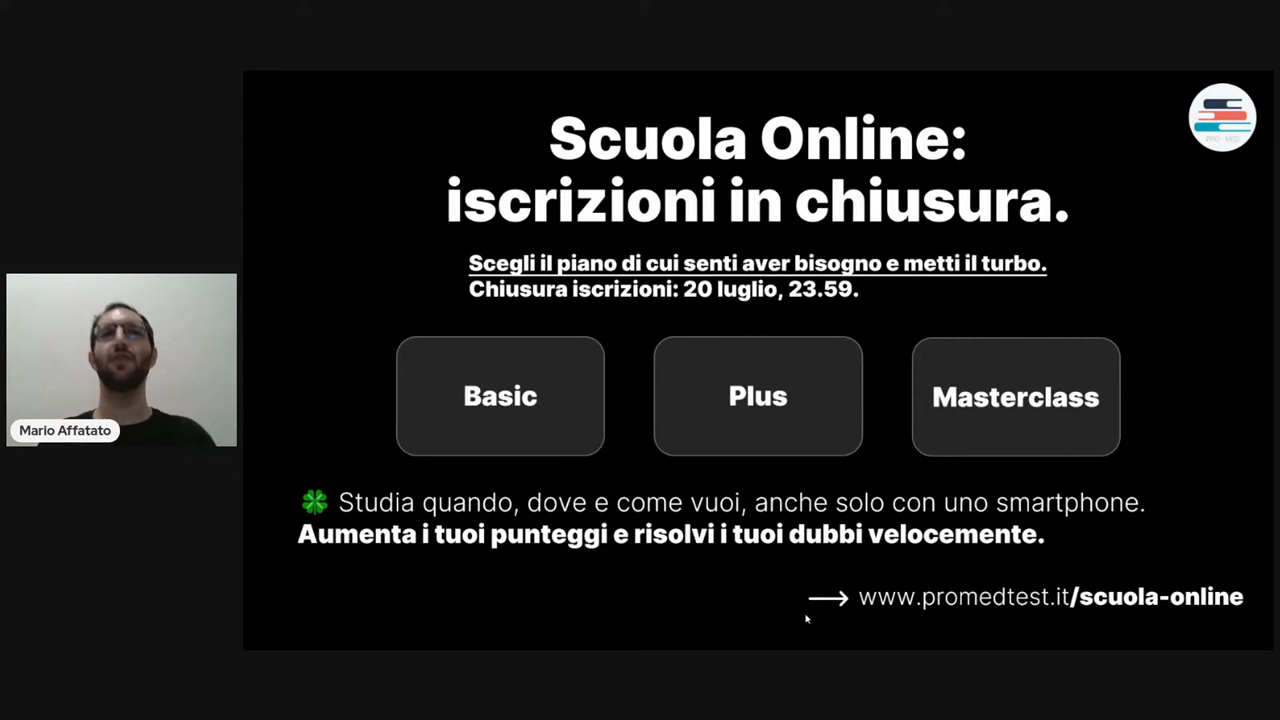 Scuola Online:
iscrizioni in chiusura.
Scegli il piano di cui senti aver bisogno e metti il turbo.
Chiusura iscrizioni: 20 luglio, 23.59.
Basic
Plus
Masterclass
Studia quando, dove e come vuoi, anche solo con uno smartphone.
Aumenta i tuoi punteggi e risolvi i tuoi dubbi velocemente.
www.promedtest.it/scuola-online
Mario Affatato